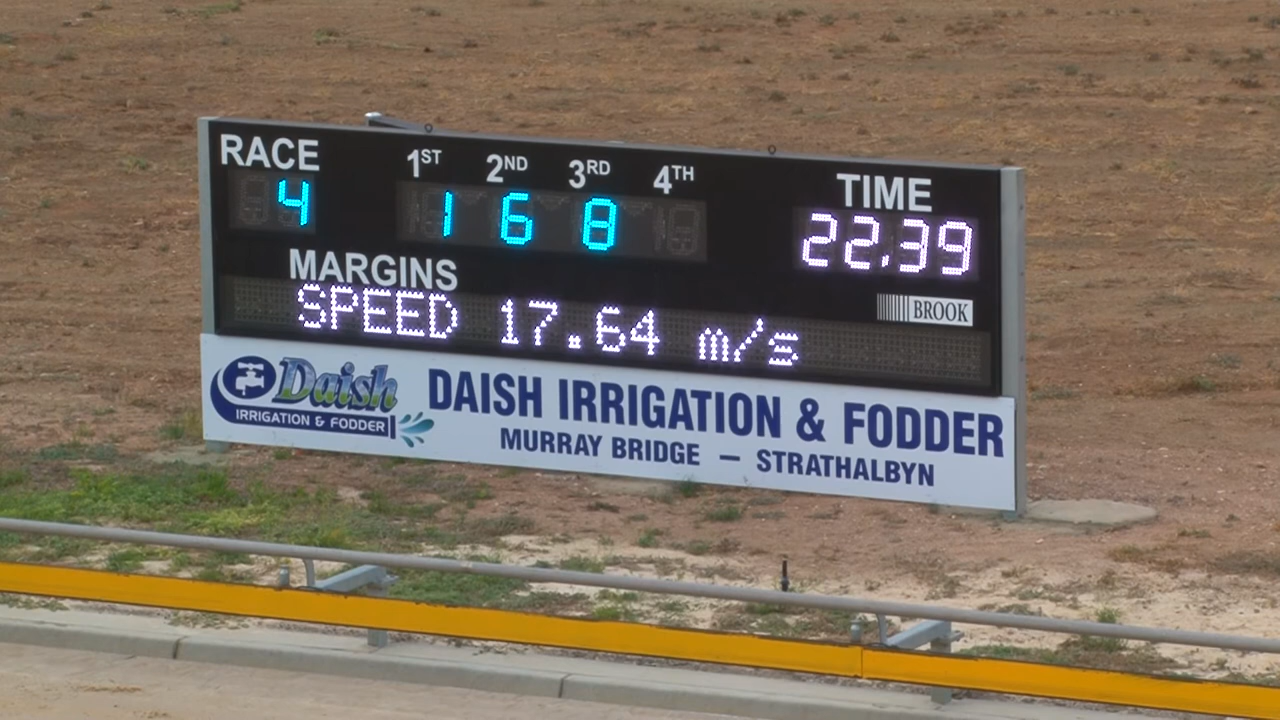 RACE 1ST 2ND 3RD 4TH TIME
4 1 6 8 22.39
MARGINS
BROOK
SPEED 17.64 m/s
Daish
IRRIGATION & FODDER
DAISH IRRIGATION & FODDER
MURRAY BRIDGE – STRATHALBYN